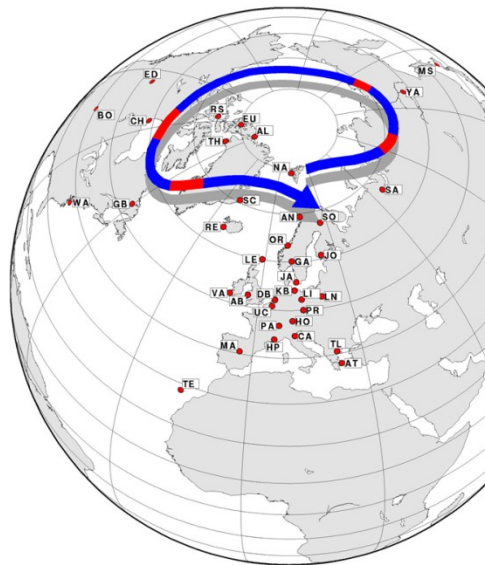 MS
ED
YA
BO
RS
CH
EU
AL
TH
NA
SA
WA
GB
SC
AN
SO
RE
OR
LE
GA
JO
JA
VA
KB
AB
DB
LI
LN
UC
PR
PA
HO
CA
MA
HP
TL
AT
TE